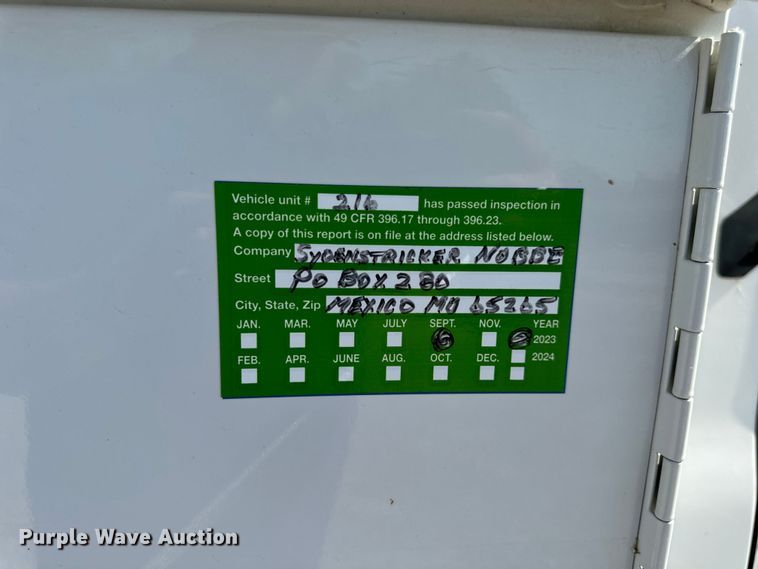 Vehicle unit # 216 has passed inspection in
accordance with 49 CFR 396.17 through 396.23.
A copy of this report is on file at the address listed below.
Company SYDENSTRICKER NOBBE
Street PO BOX 280
City, State, Zip MEXICO MO 65265
JAN. MAR. MAY JULY SEPT. NOV. YEAR
2023
FEB. APR. JUNE AUG. OCT. DEC. 2024
Purple Wave Auction